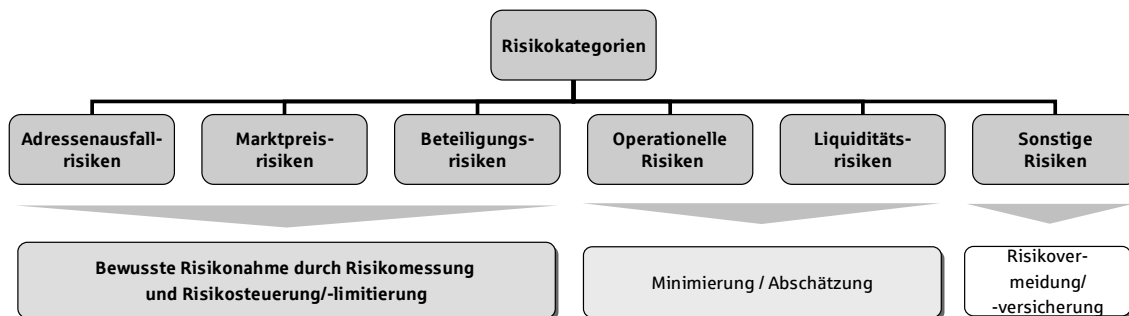 Risikokategorien
Adressenausfall-
risiken
Marktpreis-
risiken
Beteiligungs-
risiken
Operationelle
Risiken
Liquiditäts-
risiken
Sonstige
Risiken
Bewusste Risikonahme durch Risikomessung
und Risikosteuerung/-limitierung
Minimierung / Abschätzung
Risikover-
meidung/
-versicherung